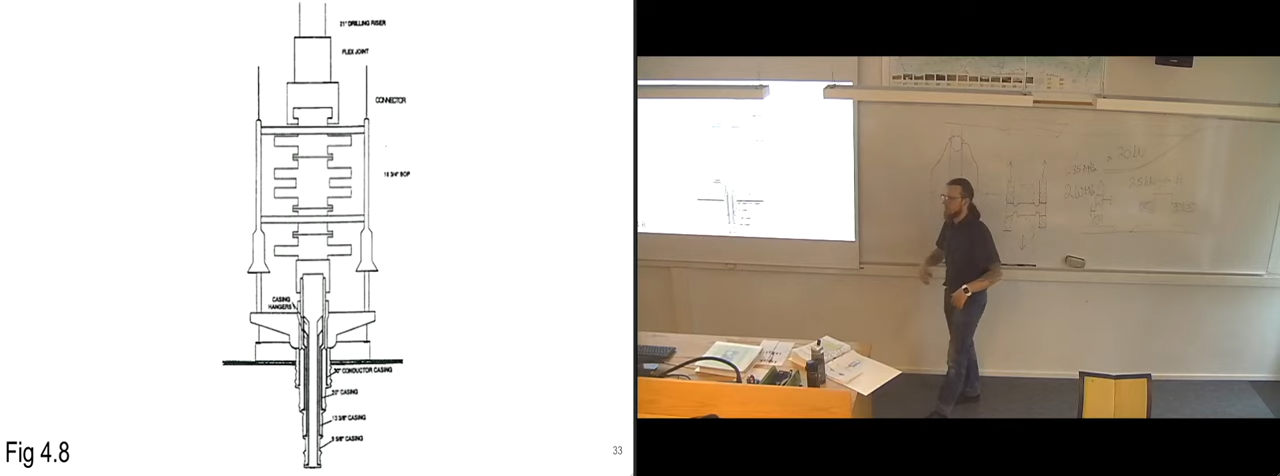 21" DRILLING RISER
FLEX JOINT
CONNECTOR
18 3/4" BOP
CASING
HANGERS
30" CONDUCTOR CASING
20" CASING
13 3/8" CASING
9 5/8" CASING
Fig 4.8
33